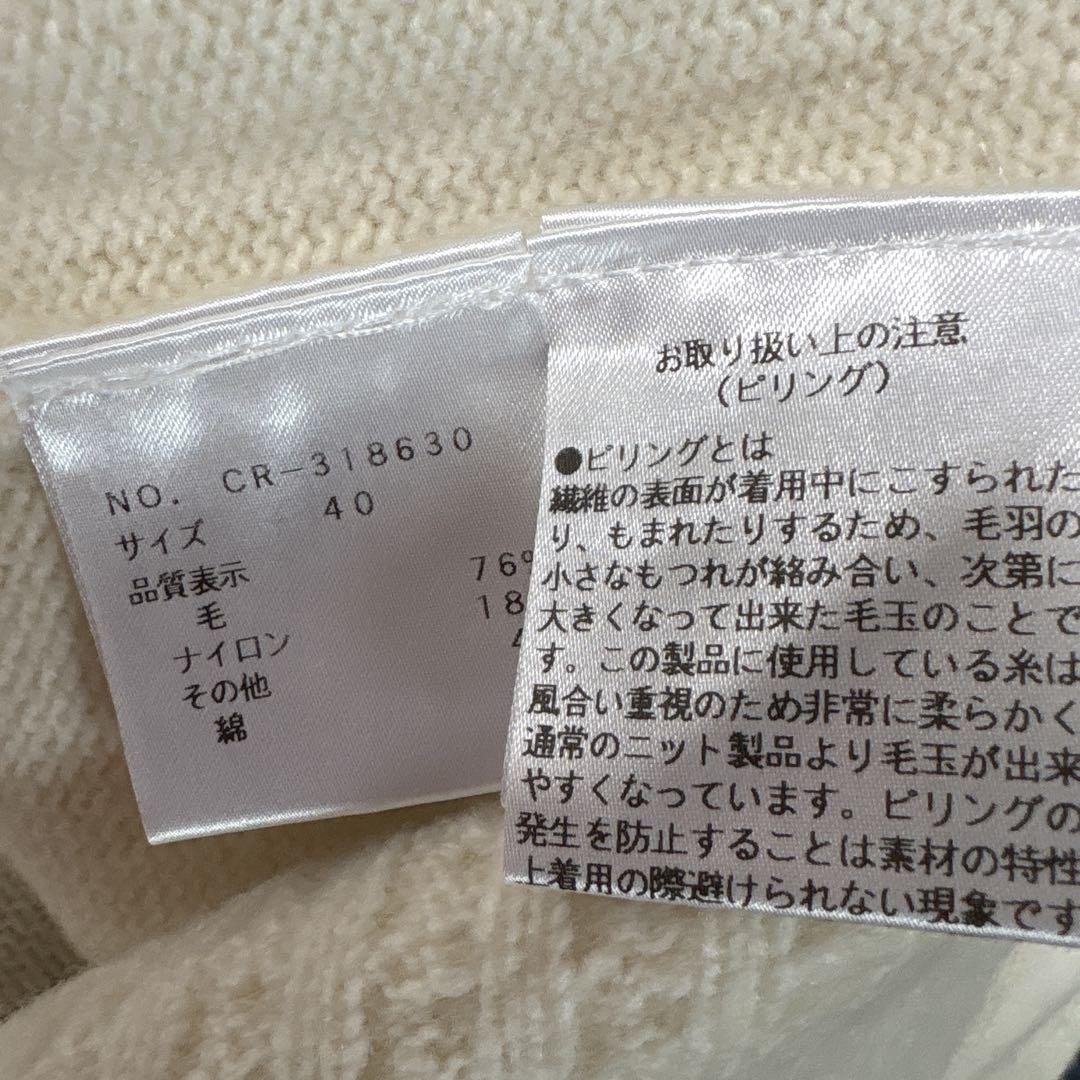 NO. CR-318630
サイズ 40
品質表示
毛 76%
ナイロン 18
その他
綿
お取り扱い上の注意
(ピリング)
●ピリングとは
繊維の表面が着用中にこすられた
り、もまれたりするため、毛羽の
小さなもつれが絡み合い、次第に
大きくなって出来た毛玉のことで
す。この製品に使用している糸は
風合い重視のため非常に柔らかく
通常のニット製品より毛玉が出来
やすくなっています。ピリングの
発生を防止することは素材の特性
上着用の際避けられない現象です